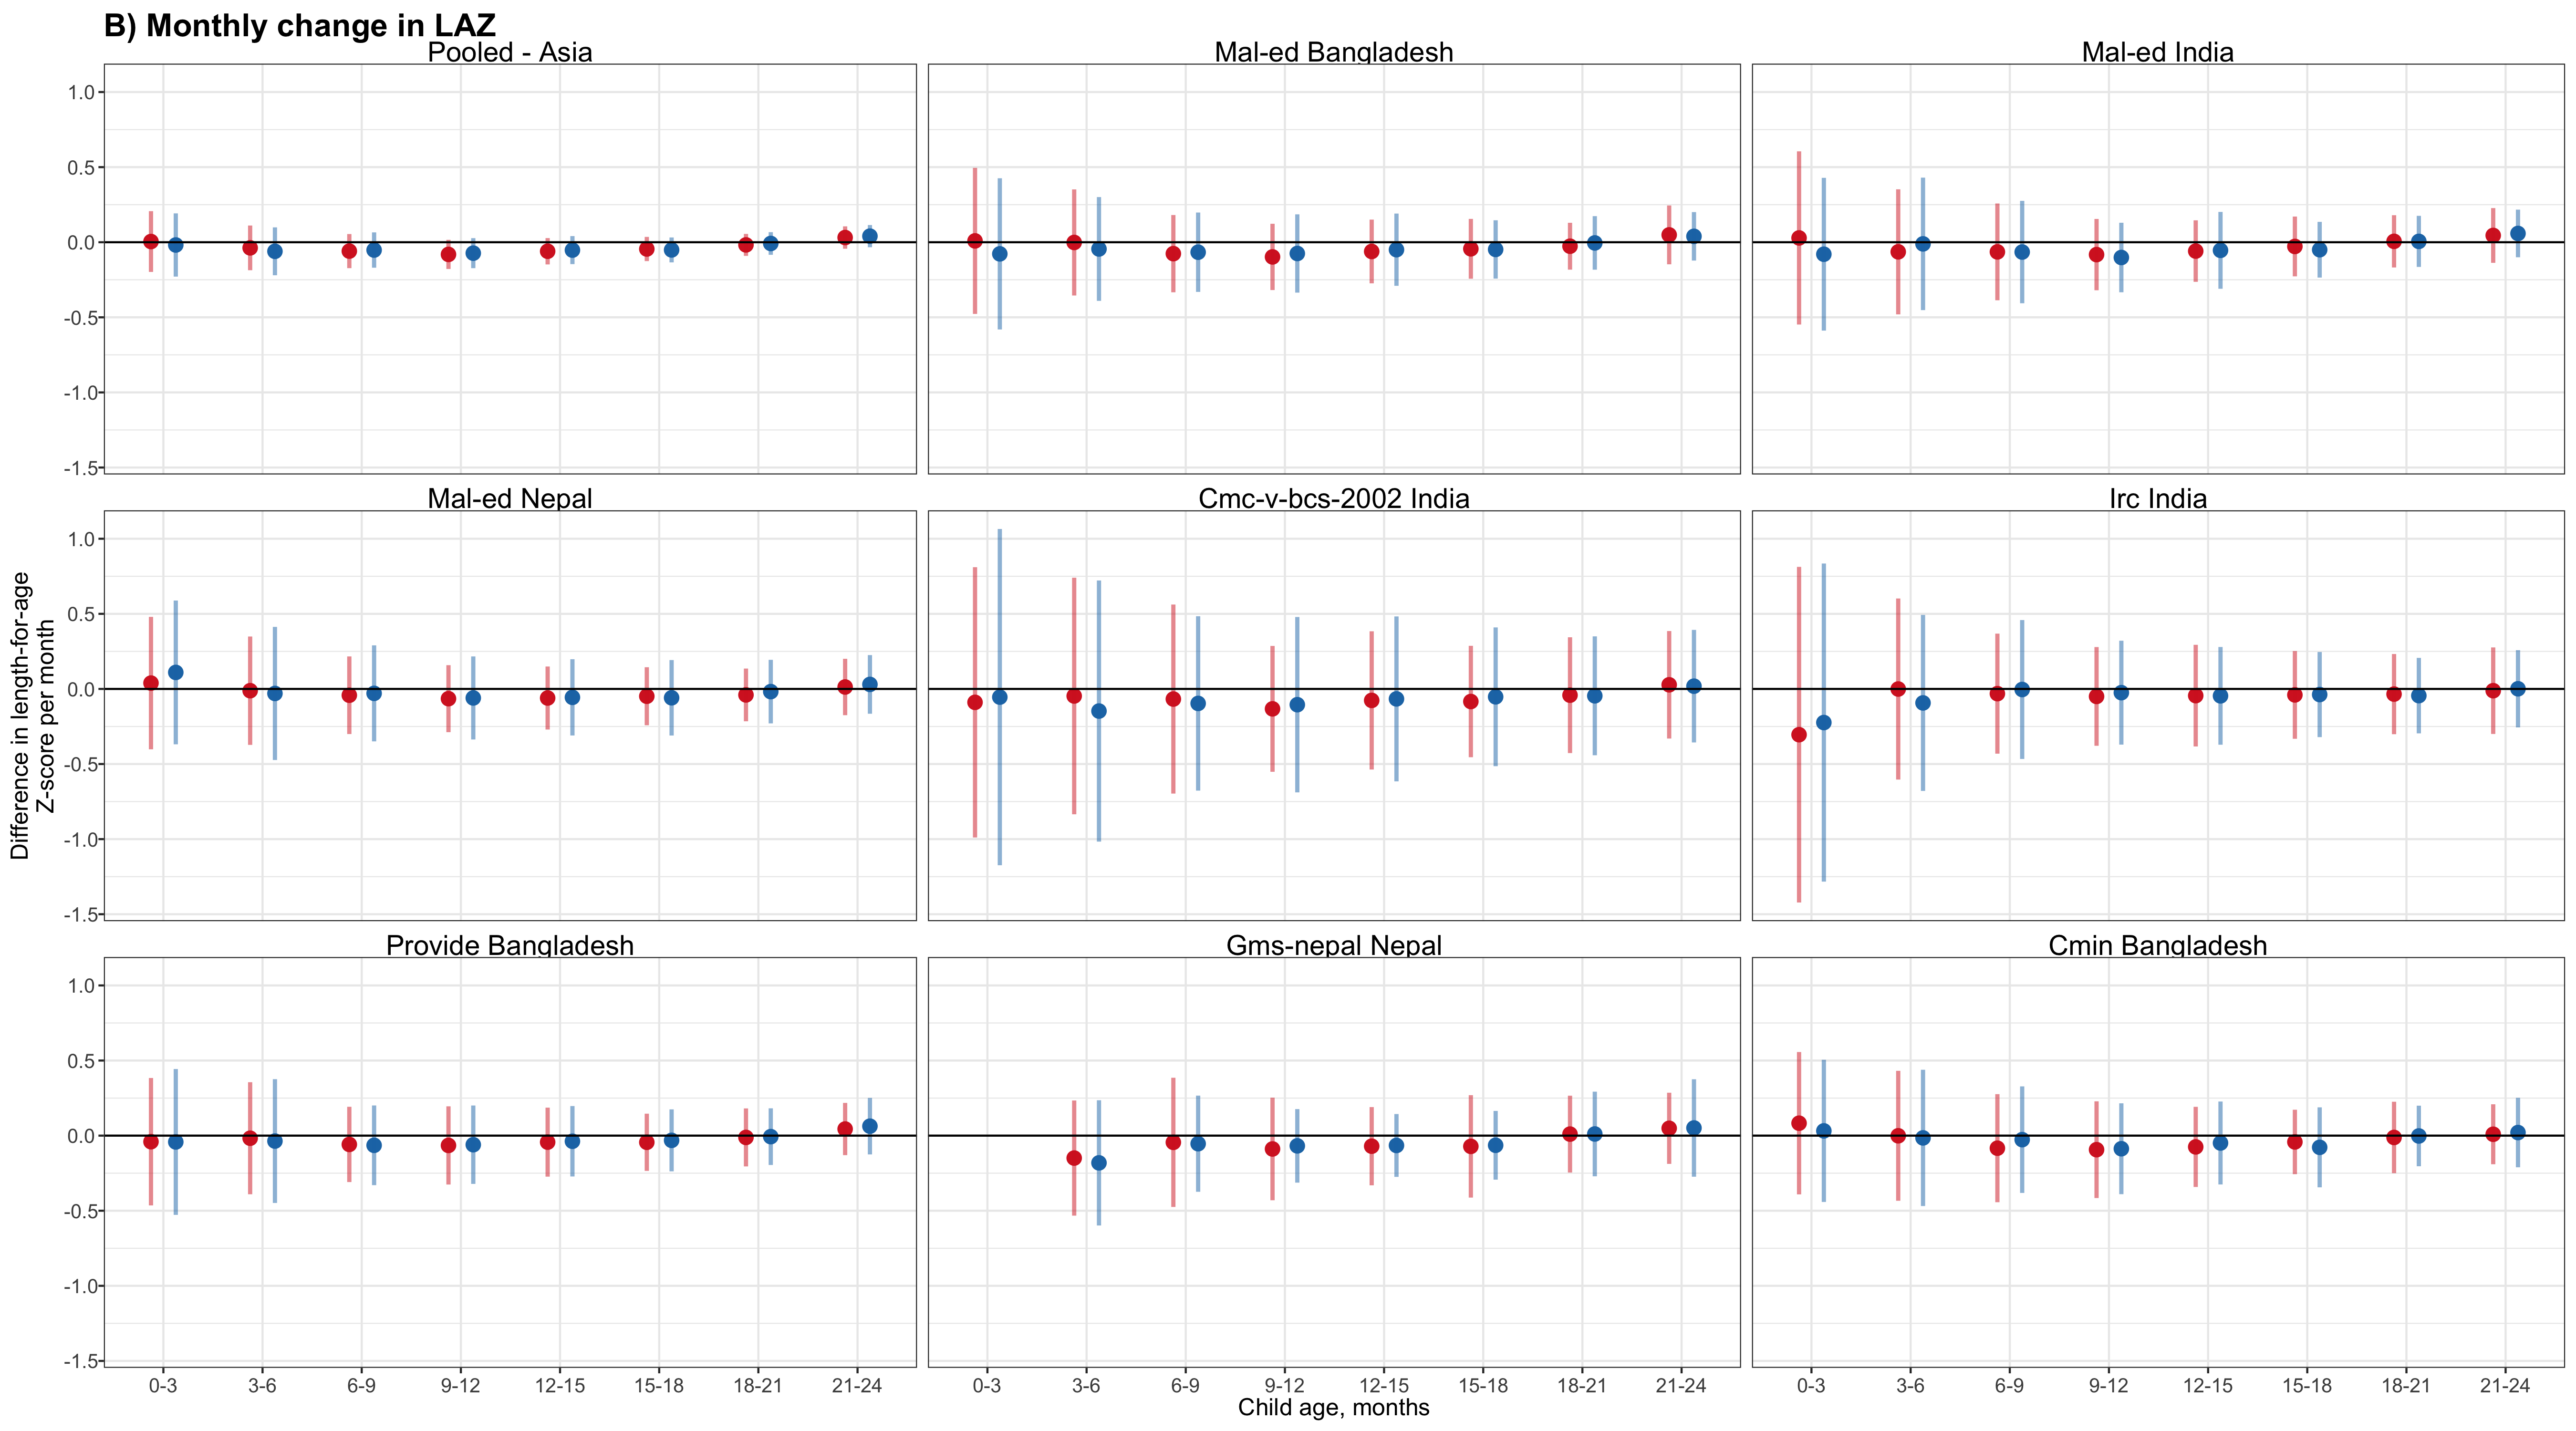 B) Monthly change in LAZ
Pooled - Asia
Mal-ed Bangladesh
Mal-ed India
1.0
0.5
0.0
-0.5
-1.0
-1.5
Mal-ed Nepal
Cmc-v-bcs-2002 India
Irc India
1.0
0.5
0.0
-0.5
-1.0
-1.5
Difference in length-for-age
Z-score per month
Provide Bangladesh
Gms-nepal Nepal
Cmin Bangladesh
1.0
0.5
0.0
-0.5
-1.0
-1.5
0-3 3-6 6-9 9-12 12-15 15-18 18-21 21-24
0-3 3-6 6-9 9-12 12-15 15-18 18-21 21-24
0-3 3-6 6-9 9-12 12-15 15-18 18-21 21-24
Child age, months